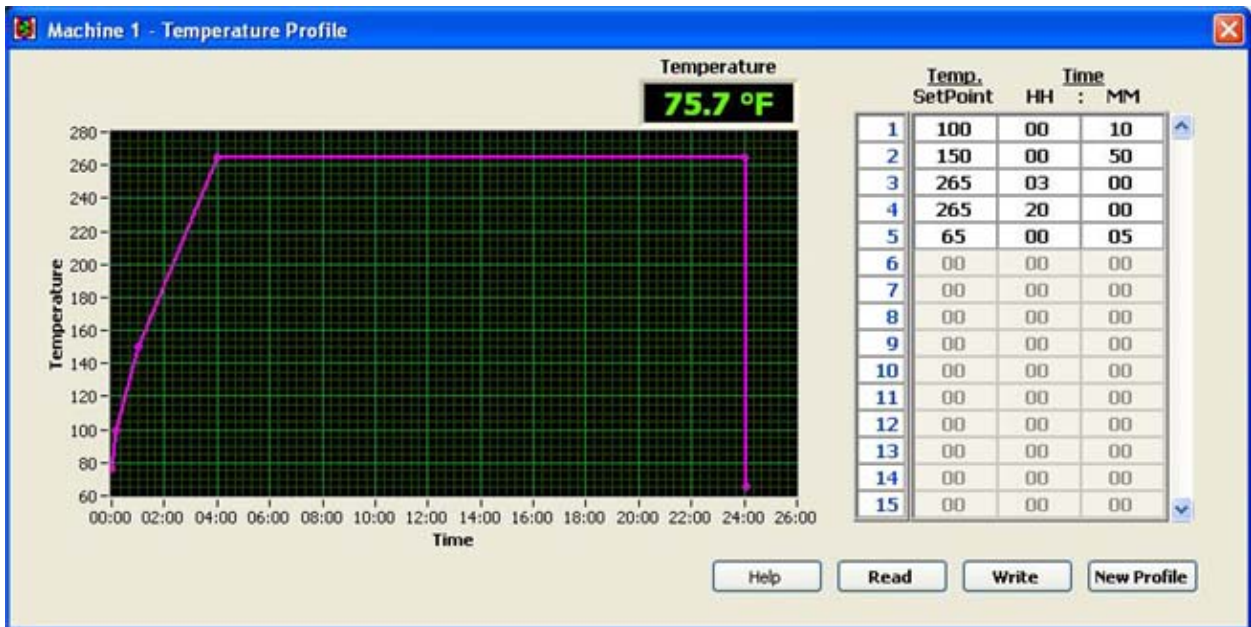 Machine 1 - Temperature Profile
Temperature
75.7 °F
Temp. Time
SetPoint HH : MM
1 100 00 10
2 150 00 50
3 265 03 00
4 265 20 00
5 65 00 05
6 00 00 00
7 00 00 00
8 00 00 00
9 00 00 00
10 00 00 00
11 00 00 00
12 00 00 00
13 00 00 00
14 00 00 00
15 00 00 00
Temperature
280
260
240
220
200
180
160
140
120
100
80
60
00:00 02:00 04:00 06:00 08:00 10:00 12:00 14:00 16:00 18:00 20:00 22:00 24:00 26:00
Time
Help Read Write New Profile